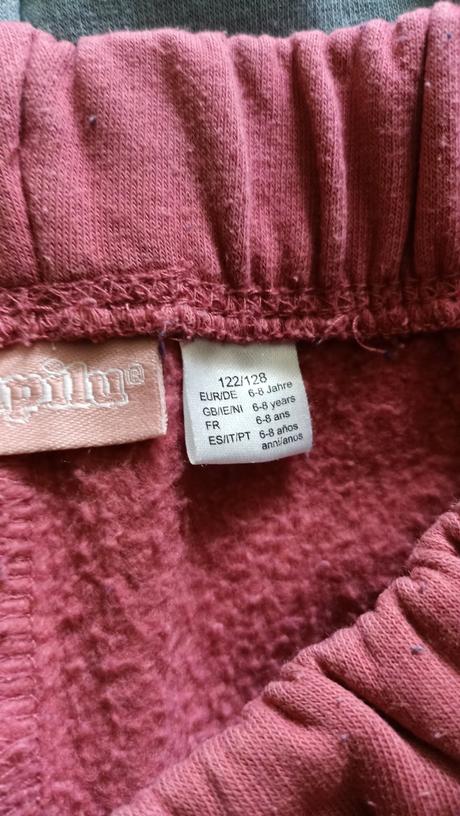 pilu®
122/128
EUR/DE 6-8 Jahre
GB/IE/NI 6-8 years
FR 6-8 ans
ES/IT/PT 6-8 años
anni/anos